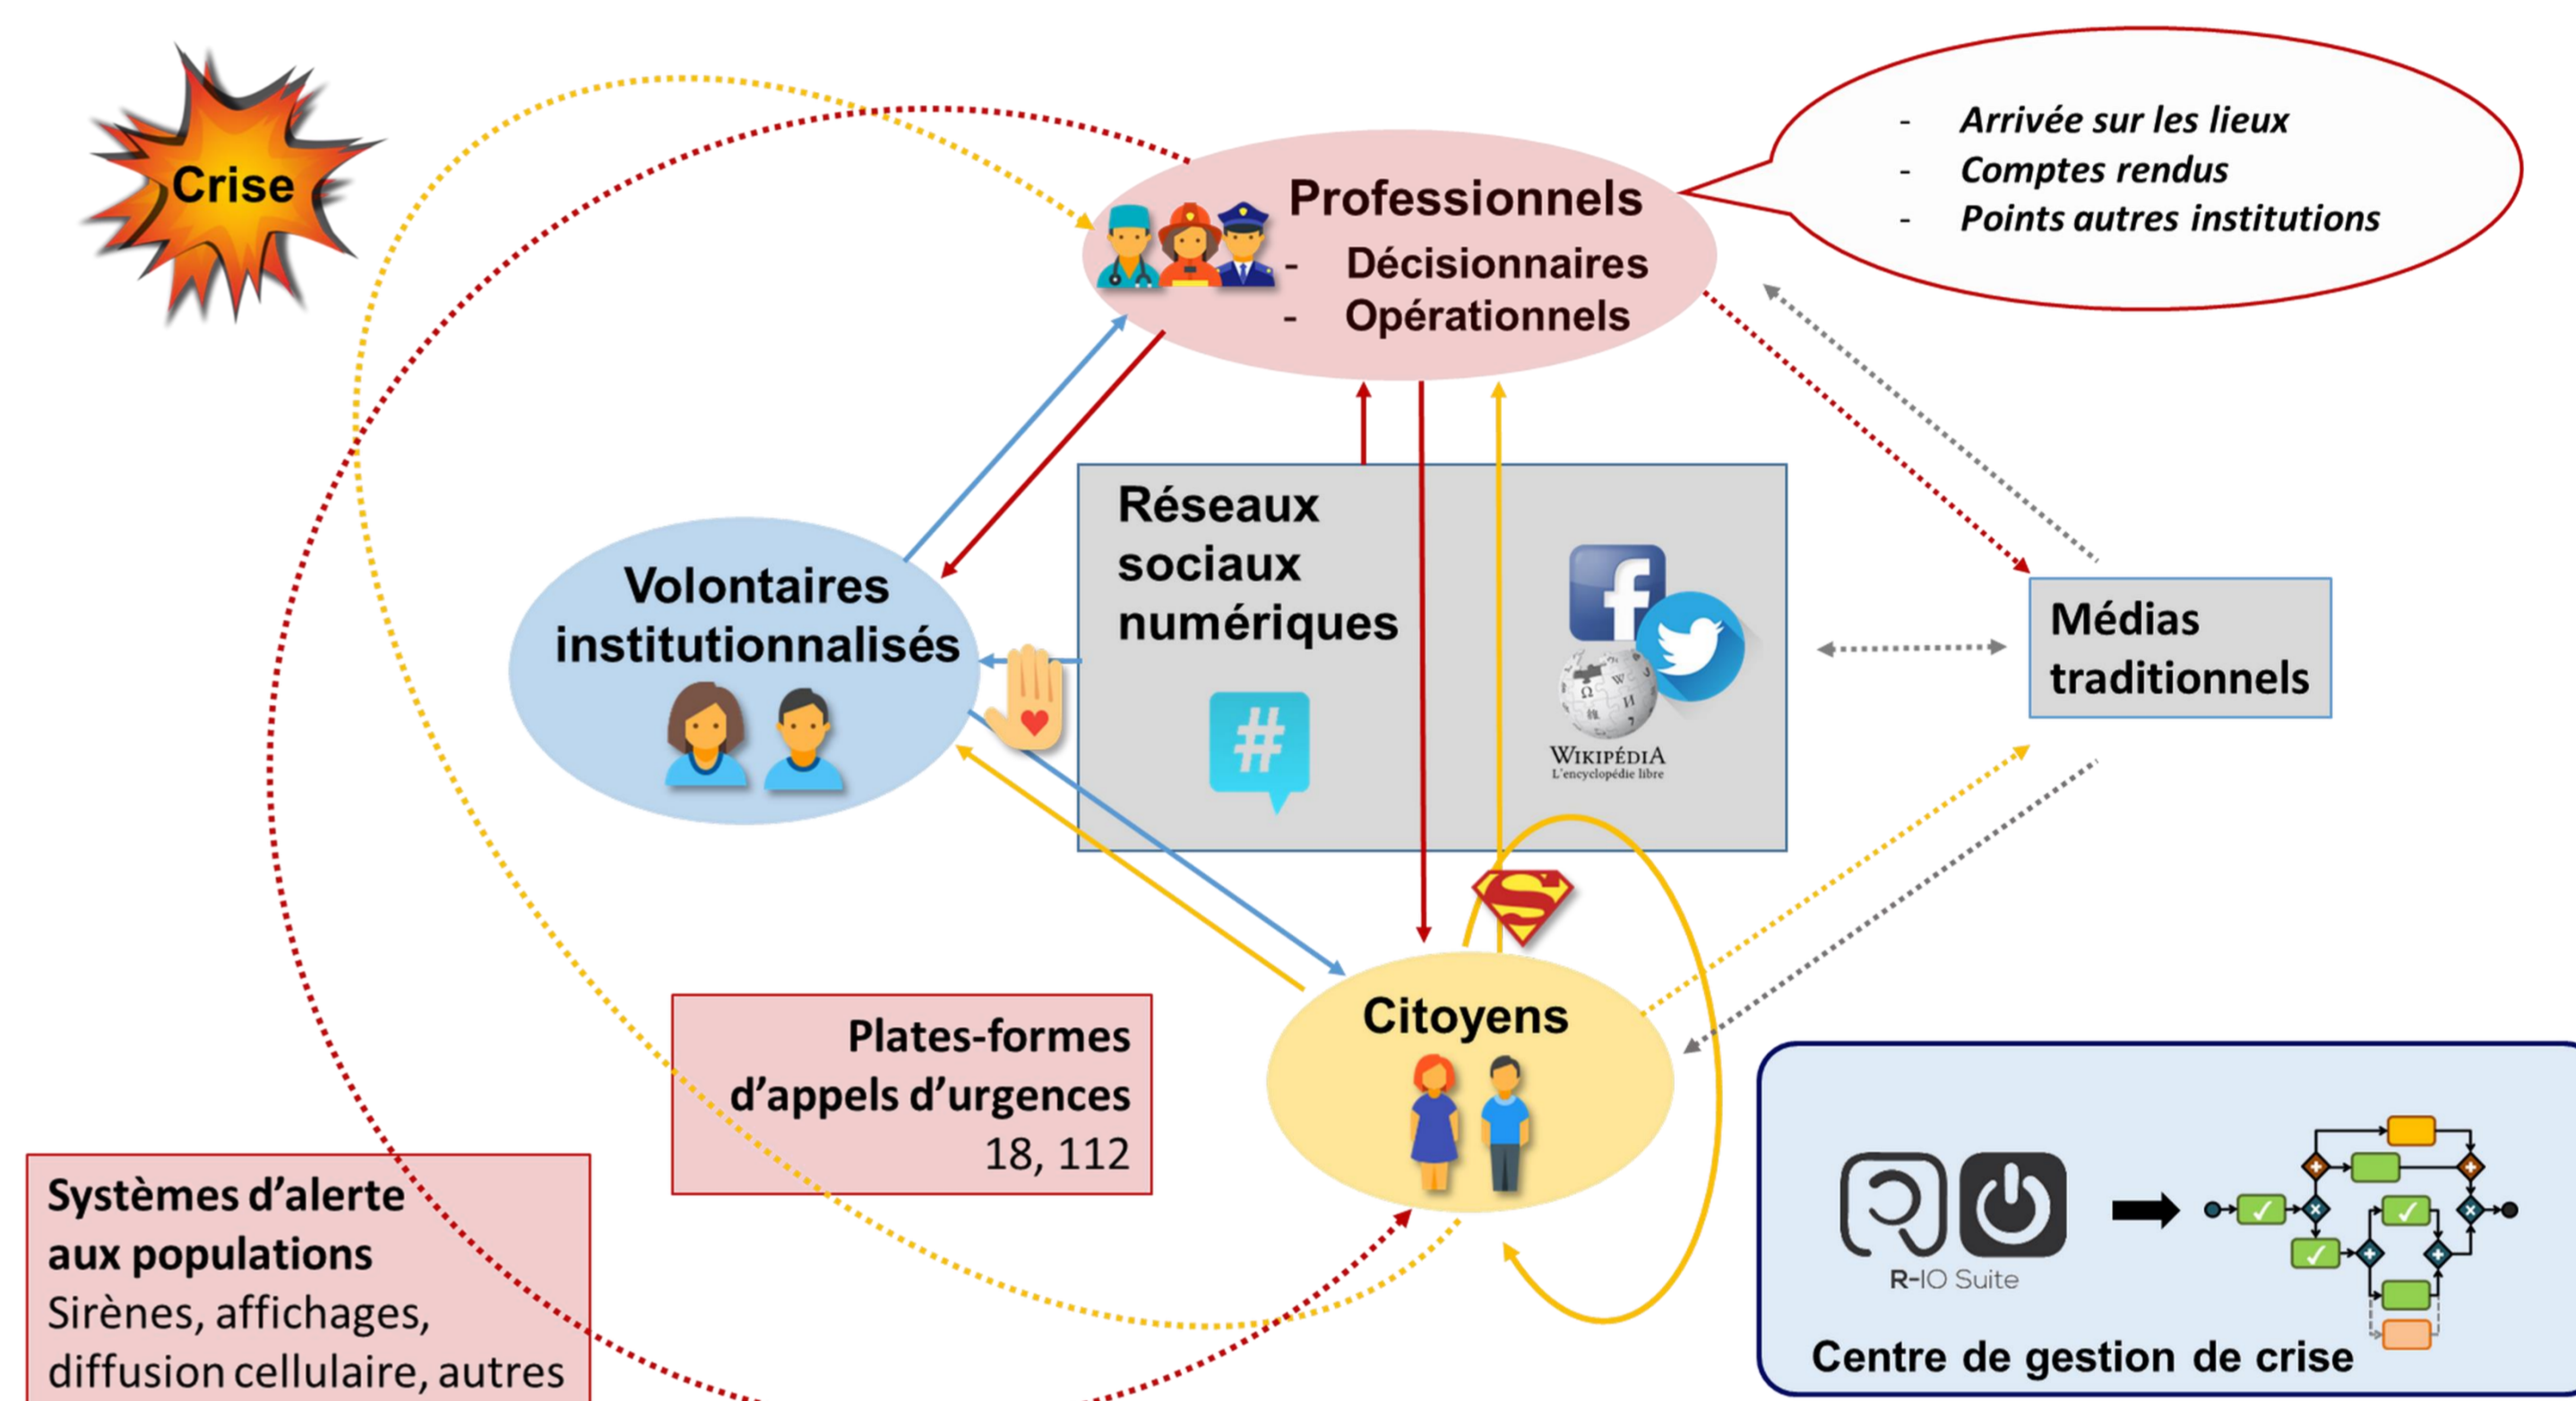 Crise
- Arrivée sur les lieux
- Comptes rendus
- Points autres institutions
Professionnels
- Décisionnaires
- Opérationnels
Réseaux
sociaux
numériques
#
f
W
Ω
И
WIKIPÉDIA
L'encyclopédie libre
Volontaires
institutionnalisés
Médias
traditionnels
S
Citoyens
Plates-formes
d'appels d'urgences
18, 112
Systèmes d'alerte
aux populations
Sirènes, affichages,
diffusion cellulaire, autres
R-IO Suite
Centre de gestion de crise